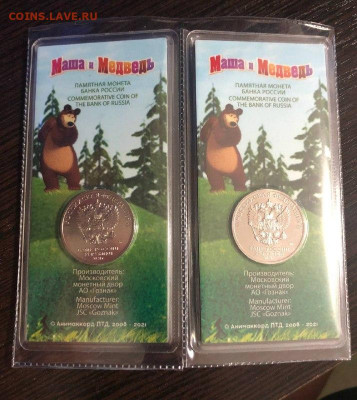 COINS.LAVE.RU
Маша и Медведь
ПАМЯТНАЯ МОНЕТА
БАНКА РОССИИ
COMMEMORATIVE COIN OF
THE BANK OF RUSSIA
Производитель:
Московский
монетный двор
АО «Гознак»
Manufacturer:
Moscow Mint
JSC «Goznak»
© Анимаккорд ЛТД. 2008 - 2021
Маша и Медведь
ПАМЯТНАЯ МОНЕТА
БАНКА РОССИИ
COMMEMORATIVE COIN OF
THE BANK OF RUSSIA
Производитель:
Московский
монетный двор
АО «Гознак»
Manufacturer:
Moscow Mint
JSC «Goznak»
© Анимаккорд ЛТД. 2008 - 2021